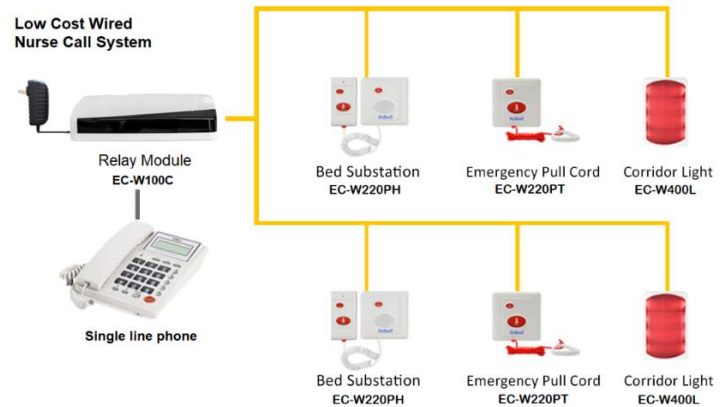 Low Cost Wired
Nurse Call System
Relay Module
EC-W100C
Single line phone
Bed Substation
EC-W220PH
Emergency Pull Cord
EC-W220PT
Corridor Light
EC-W400L
Bed Substation
EC-W220PH
Emergency Pull Cord
EC-W220PT
Corridor Light
EC-W400L